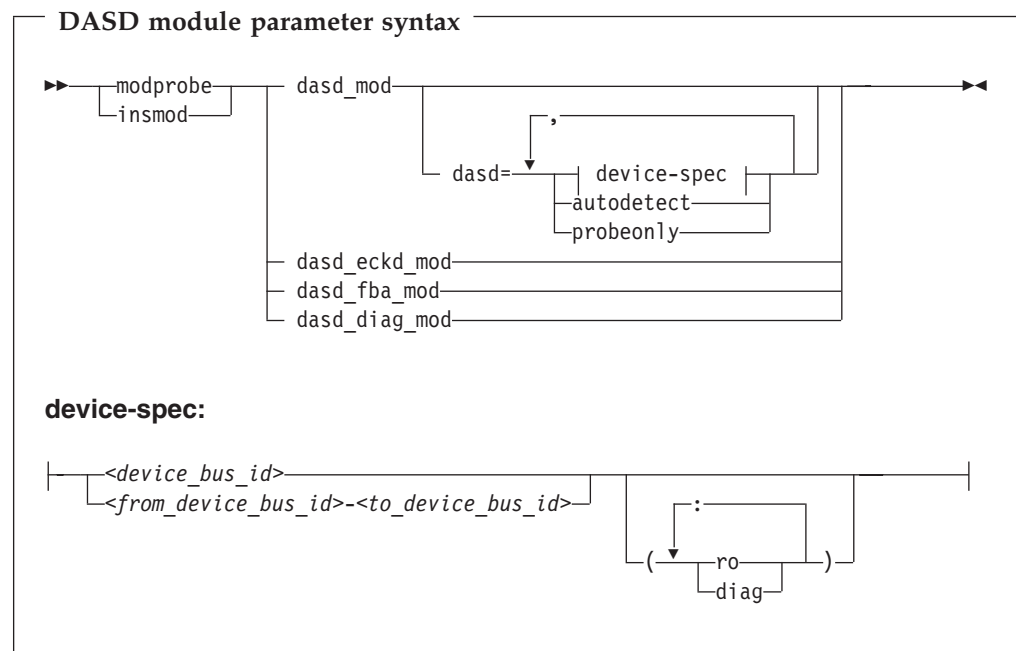 DASD module parameter syntax
modprobe dasd_mod
insmod
,
dasd= device-spec
autodetect
probeonly
dasd_eckd_mod
dasd_fba_mod
dasd_diag_mod
device-spec:
<device_bus_id>
<from_device_bus_id>-<to_device_bus_id>
:
( ro )
diag